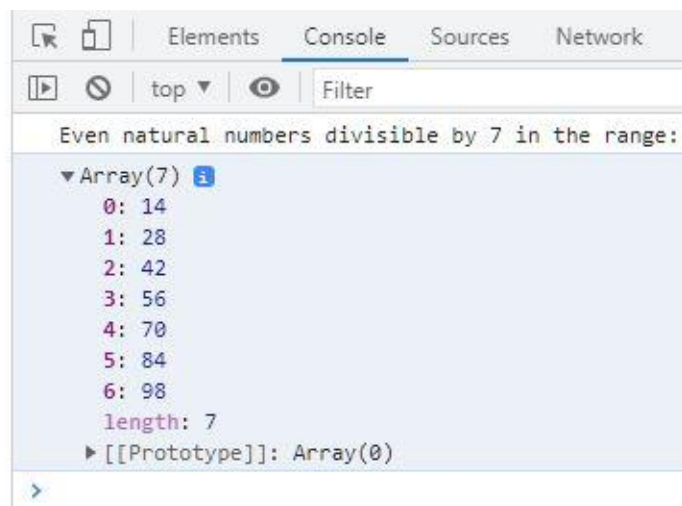 Elements Console Sources Network
top ▼ Filter
Even natural numbers divisible by 7 in the range:
▼Array(7) i
0: 14
1: 28
2: 42
3: 56
4: 70
5: 84
6: 98
length: 7
▶[[Prototype]]: Array(0)
>